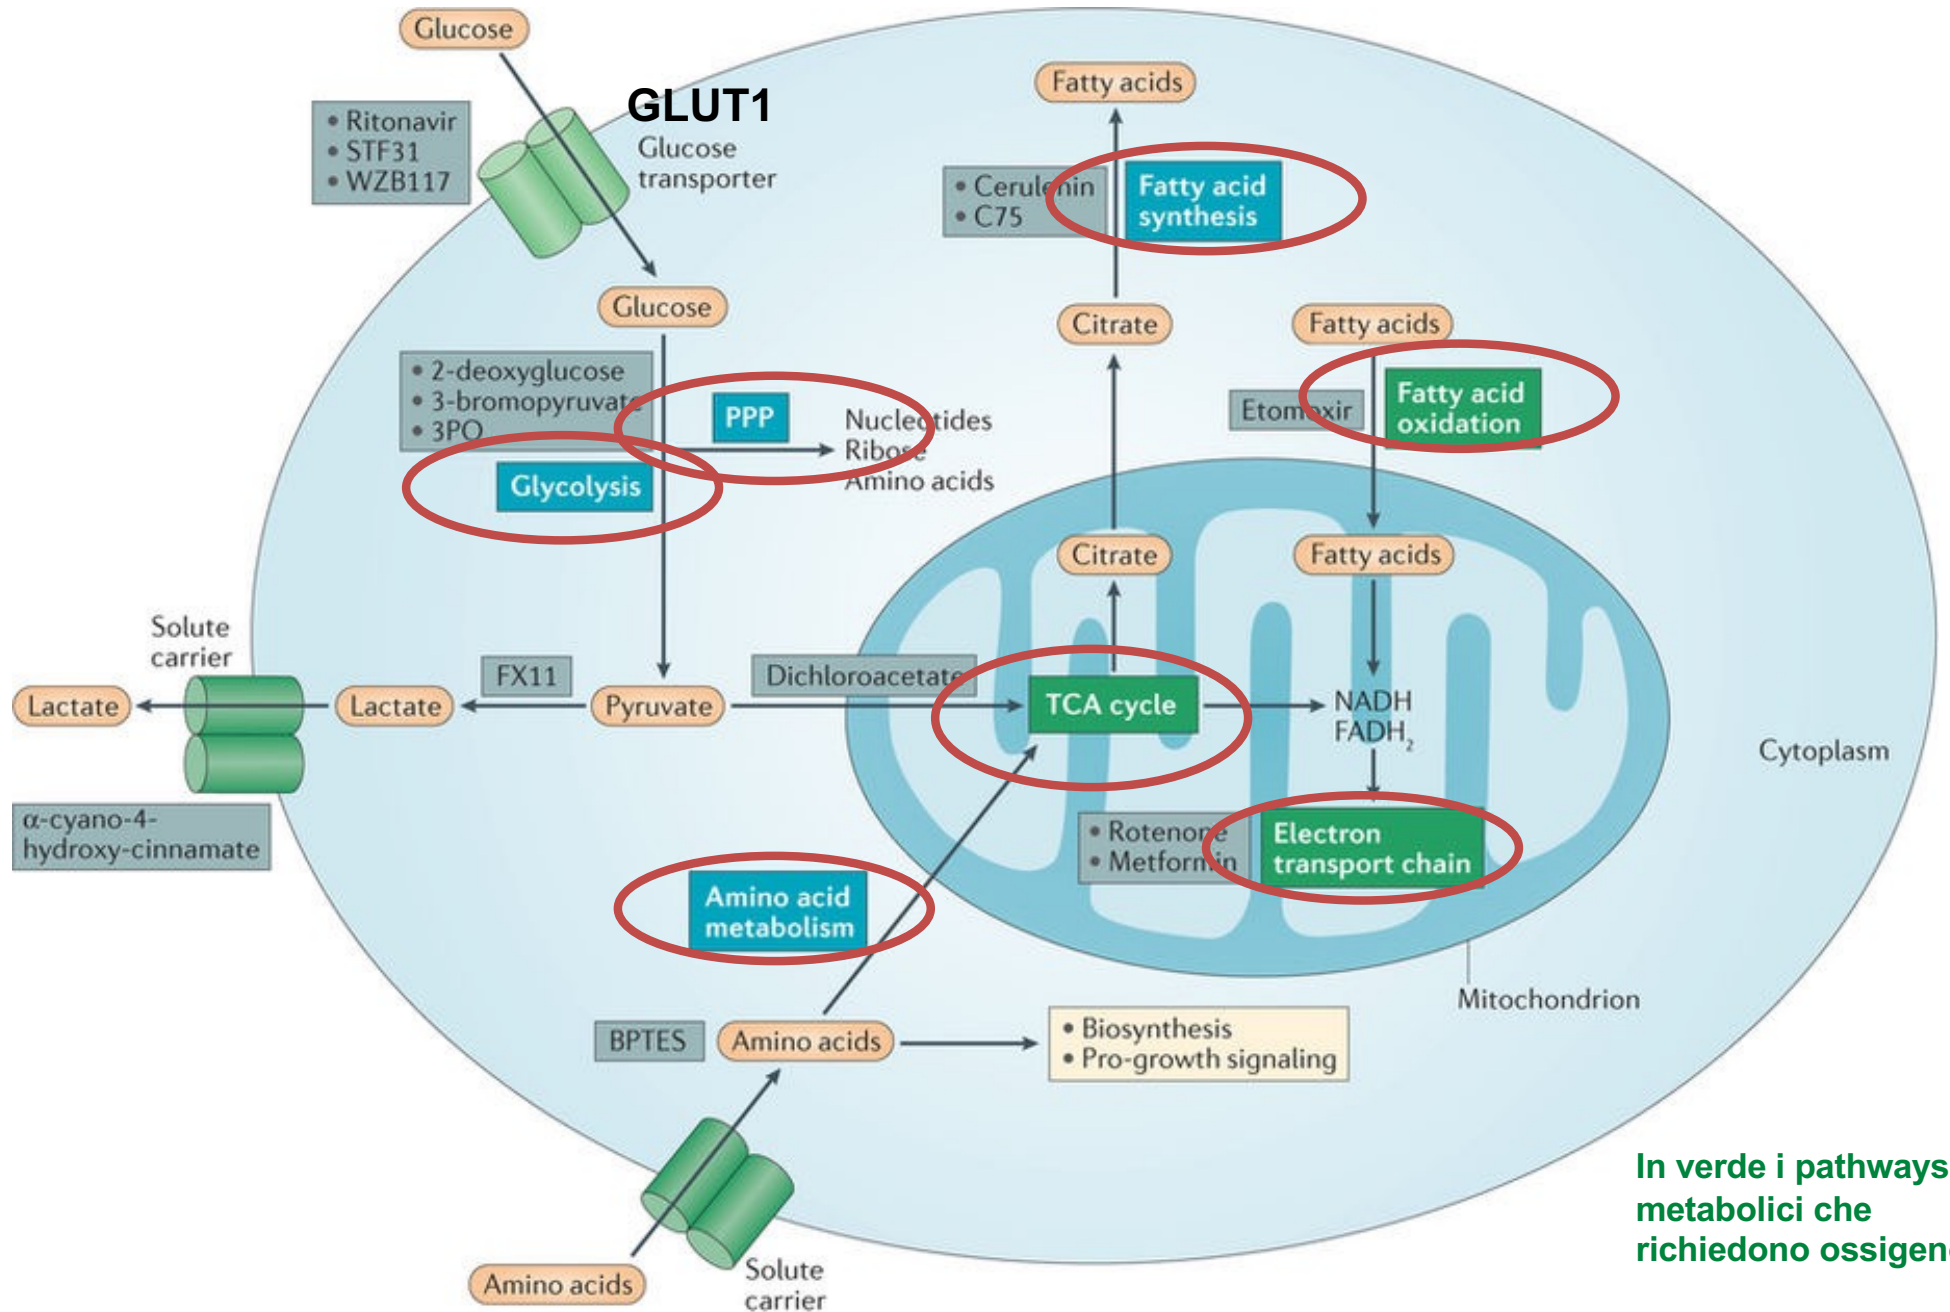 Glucose
GLUT1
Glucose
transporter
• Ritonavir
• STF31
• WZB117
Fatty acids
• Cerulenin
• C75
Fatty acid
synthesis
Glucose
Citrate
Fatty acids
• 2-deoxyglucose
• 3-bromopyruvate
• 3PO
PPP
Nucleotides
Ribose
Amino acids
Etomoxir
Fatty acid
oxidation
Glycolysis
Citrate
Fatty acids
Solute
carrier
Lactate
Lactate
FX11
Pyruvate
Dichloroacetate
TCA cycle
NADH
FADH₂
Cytoplasm
α-cyano-4-
hydroxy-cinnamate
• Rotenone
• Metformin
Electron
transport chain
Amino acid
metabolism
Mitochondrion
BPTES
Amino acids
• Biosynthesis
• Pro-growth signaling
Amino acids
Solute
carrier
In verde i pathways
metabolici che
richiedono ossigen